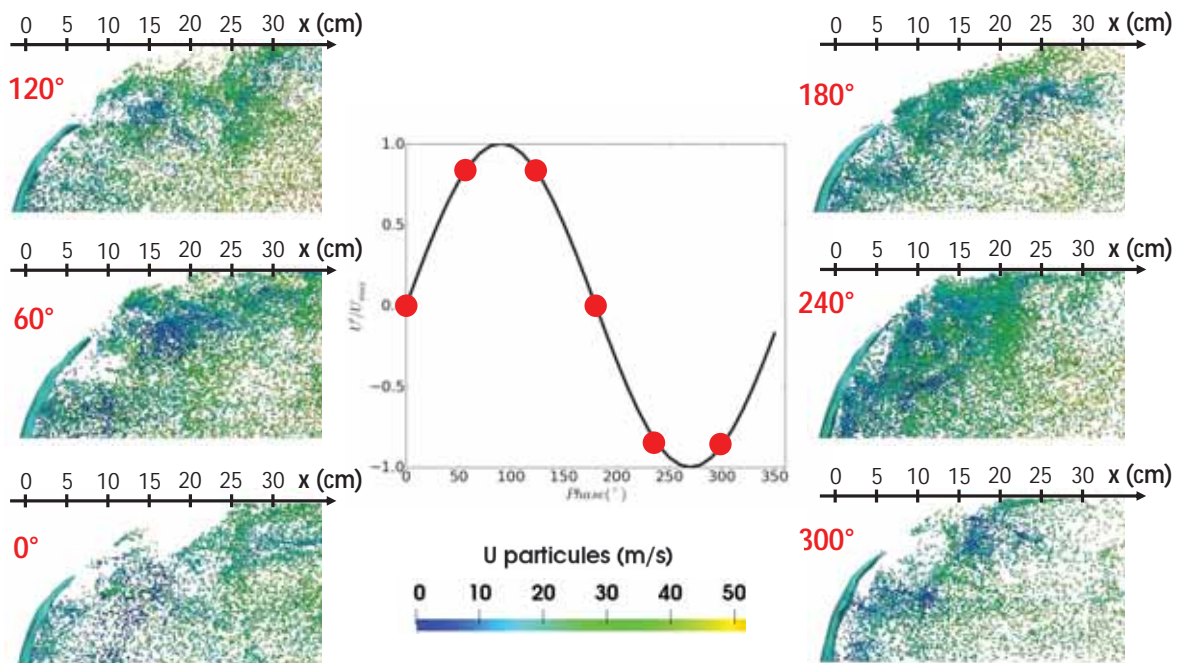 0 5 10 15 20 25 30 x (cm)
120°
0 5 10 15 20 25 30 x (cm)
60°
0 5 10 15 20 25 30 x (cm)
0°
1.0
0.5
0.0
−0.5
−1.0
U'/U'max
0 50 100 150 200 250 300 350
Phase(°)
U particules (m/s)
0 10 20 30 40 50
0 5 10 15 20 25 30 x (cm)
180°
0 5 10 15 20 25 30 x (cm)
240°
0 5 10 15 20 25 30 x (cm)
300°